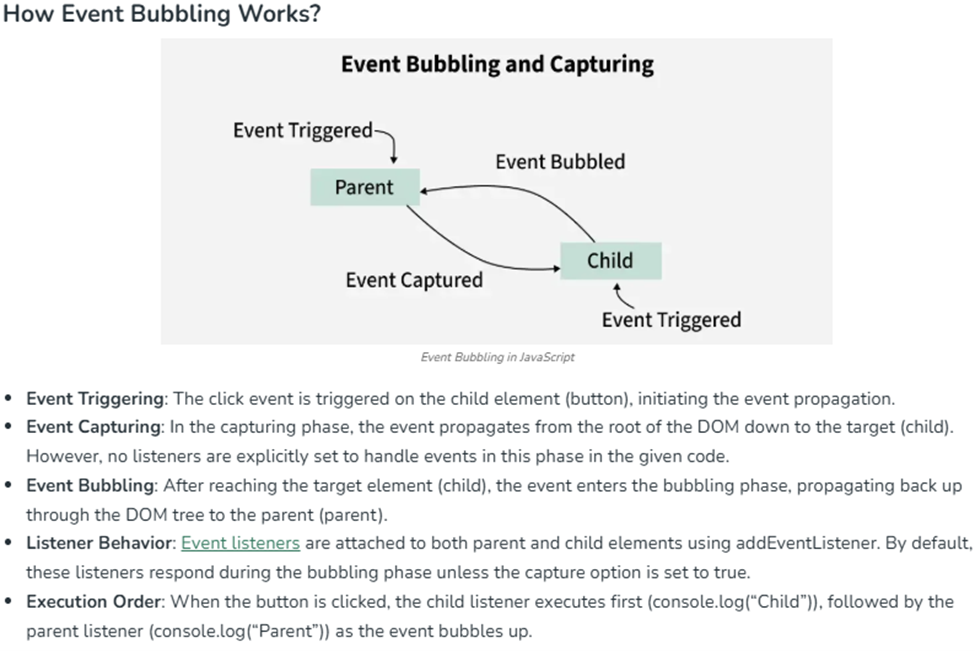 How Event Bubbling Works?
Event Bubbling and Capturing
Event Triggered
Event Bubbled
Parent
Child
Event Captured
Event Triggered
Event Bubbling in JavaScript
• Event Triggering: The click event is triggered on the child element (button), initiating the event propagation.
• Event Capturing: In the capturing phase, the event propagates from the root of the DOM down to the target (child).
However, no listeners are explicitly set to handle events in this phase in the given code.
• Event Bubbling: After reaching the target element (child), the event enters the bubbling phase, propagating back up
through the DOM tree to the parent (parent).
• Listener Behavior: Event listeners are attached to both parent and child elements using addEventListener. By default,
these listeners respond during the bubbling phase unless the capture option is set to true.
• Execution Order: When the button is clicked, the child listener executes first (console.log(“Child”)), followed by the
parent listener (console.log(“Parent”)) as the event bubbles up.